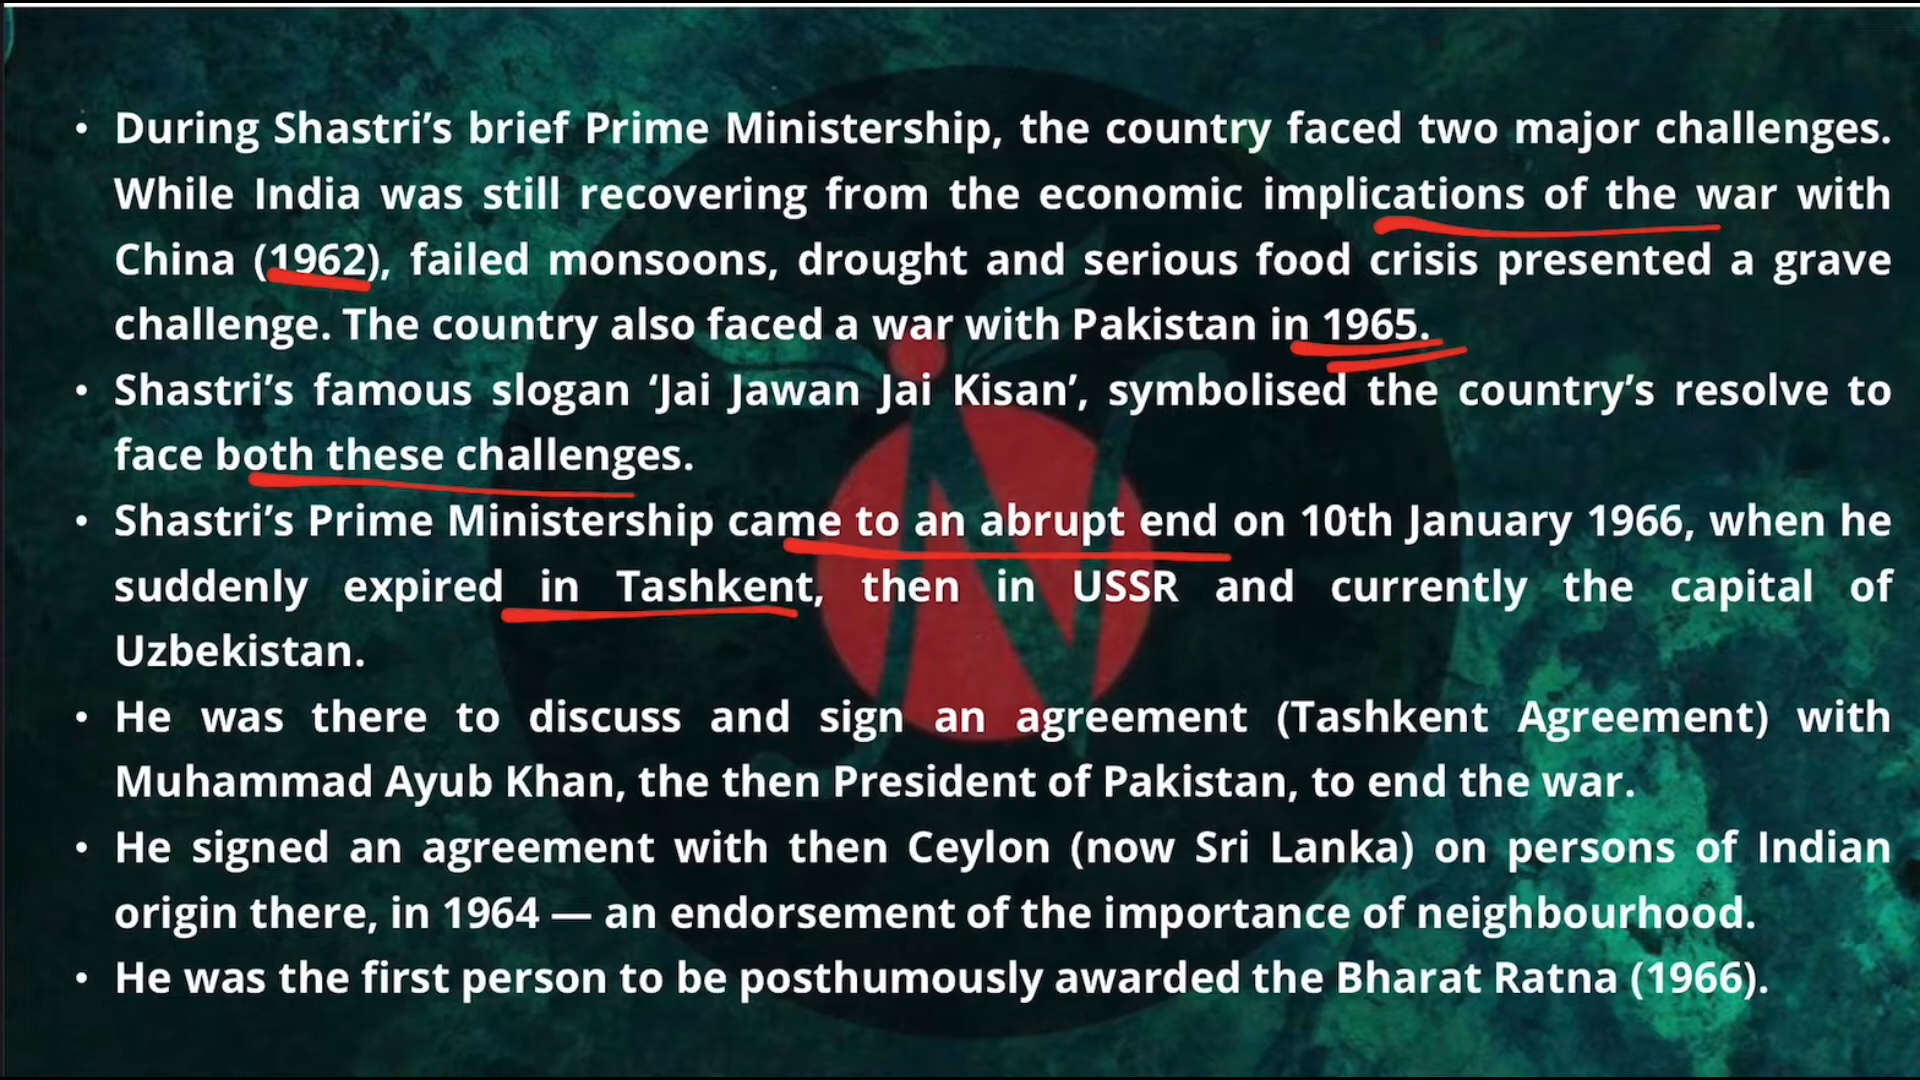 • During Shastri’s brief Prime Ministership, the country faced two major challenges.
While India was still recovering from the economic implications of the war with
China (1962), failed monsoons, drought and serious food crisis presented a grave
challenge. The country also faced a war with Pakistan in 1965.
• Shastri’s famous slogan ‘Jai Jawan Jai Kisan’, symbolised the country’s resolve to
face both these challenges.
• Shastri’s Prime Ministership came to an abrupt end on 10th January 1966, when he
suddenly expired in Tashkent, then in USSR and currently the capital of
Uzbekistan.
• He was there to discuss and sign an agreement (Tashkent Agreement) with
Muhammad Ayub Khan, the then President of Pakistan, to end the war.
• He signed an agreement with then Ceylon (now Sri Lanka) on persons of Indian
origin there, in 1964 — an endorsement of the importance of neighbourhood.
• He was the first person to be posthumously awarded the Bharat Ratna (1966).